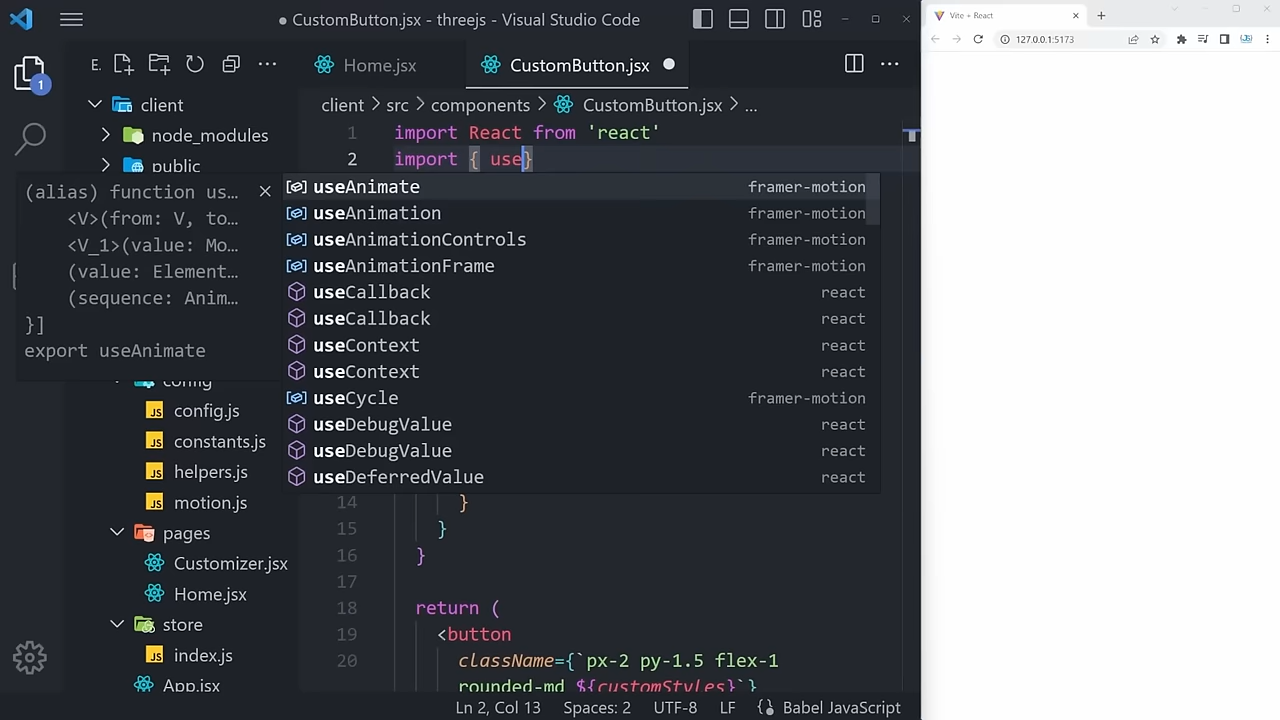 CustomButton.jsx - threejs - Visual Studio Code
E.
Home.jsx
CustomButton.jsx
1
client
client > src > components > CustomButton.jsx > ...
node_modules
public
1 import React from 'react'
2 import { use}
(alias) function us…
<V>(from: V, to…
<V_1>(value: Mo…
(value: Element…
(sequence: Anim…
}]
export useAnimate
useAnimate framer-motion
useAnimation framer-motion
useAnimationControls framer-motion
useAnimationFrame framer-motion
useCallback react
useCallback react
useContext react
useContext react
useCycle framer-motion
useDebugValue react
useDebugValue react
useDeferredValue react
config
config.js
constants.js
helpers.js
motion.js
pages
Customizer.jsx
Home.jsx
store
index.js
App.jsx
14 }
15 }
16 }
17
18 return (
19 <button
20 className={`px-2 py-1.5 flex-1
rounded-md ${customStyles}`}
Ln 2, Col 13 Spaces: 2 UTF-8 LF Babel JavaScript
Vite + React
127.0.0.1:5173